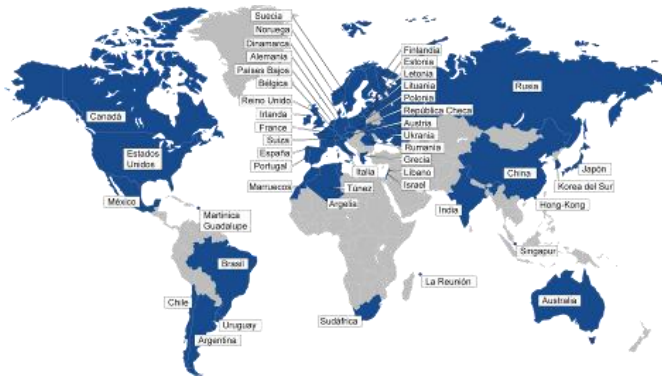 Suecia
Noruega
Dinamarca
Alemania
Países Bajos
Bélgica
Reino Unido
Irlanda
France
Suiza
España
Portugal
Marruecos
Finlandia
Estonia
Letonia
Lituania
Polonia
República Checa
Austria
Ukrania
Rumania
Grecia
Italia
Líbano
Israel
Túnez
Argelia
Canadá
Estados
Unidos
México
Martinica
Guadalupe
Brasil
Chile
Uruguay
Argentina
Sudáfrica
La Reunión
Rusia
China
Japón
Korea del Sur
Hong-Kong
India
Singapur
Australia